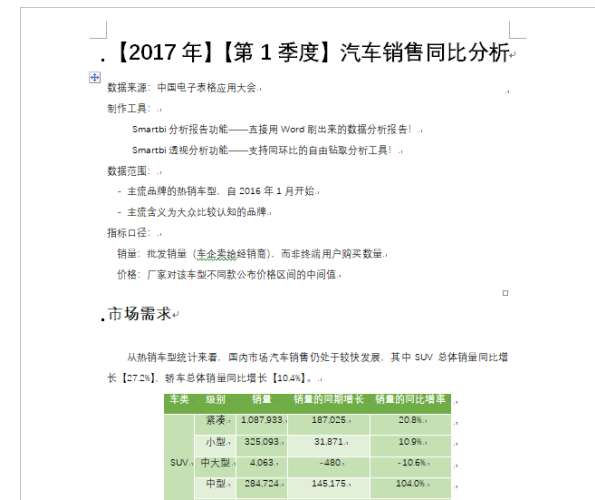 【2017 年】【第 1 季度】汽车销售同比分析
数据来源：中国电子表格应用大会
制作工具：
Smartbi 分析报告功能——直接用 Word 刷出来的数据分析报告！
Smartbi 透视分析功能——支持同环比的自由钻取分析工具！
数据范围：
- 主流品牌的热销车型，自 2016 年 1 月开始
- 主流含义为大众比较认知的品牌
指标口径：
销量：批发销量（车企卖给经销商），而非终端用户购买数量
价格：厂家对该车型不同款公布价格区间的中间值
市场需求
从热销车型统计来看，国内市场汽车销售仍处于较快发展，其中 SUV 总体销量同比增
长【27.2%】，轿车总体销量同比增长【10.4%】。
车类 级别 销量 销量的同期增长 销量的同比增率
紧凑 1,087,933 187,025 20.8%
小型 325,093 31,871 10.9%
SUV 中大型 4,063 -480 -10.6%
中型 284,724 145,175 104.0%